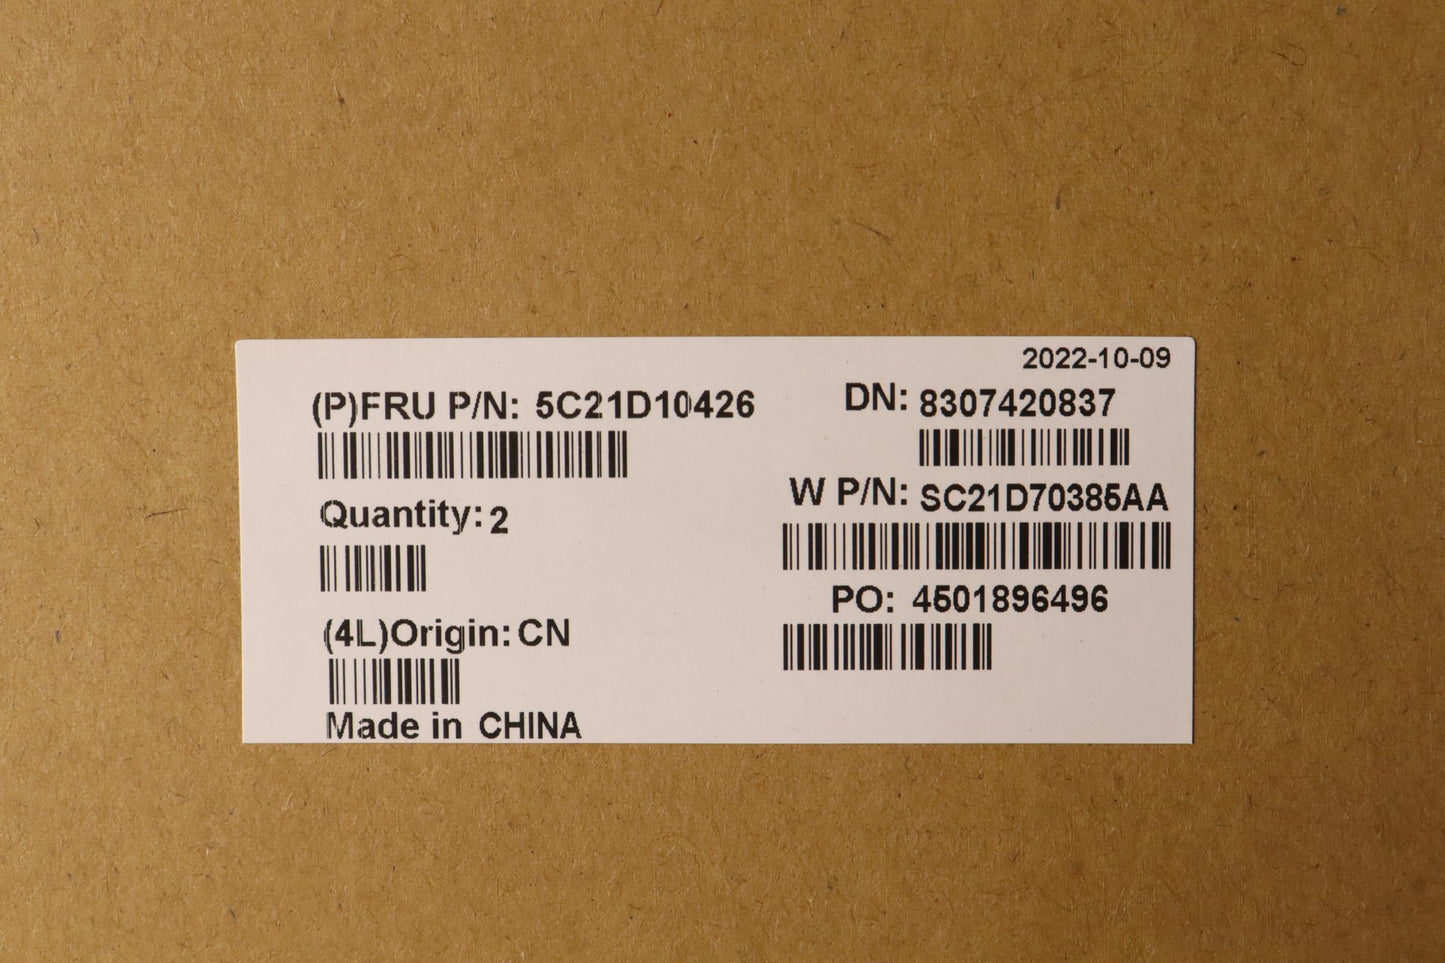 2022-10-09
(P)FRU P/N: 5C21D10426
DN: 8307420837
W P/N: SC21D70385AA
Quantity: 2
PO: 4501896496
(4L)Origin: CN
Made in CHINA